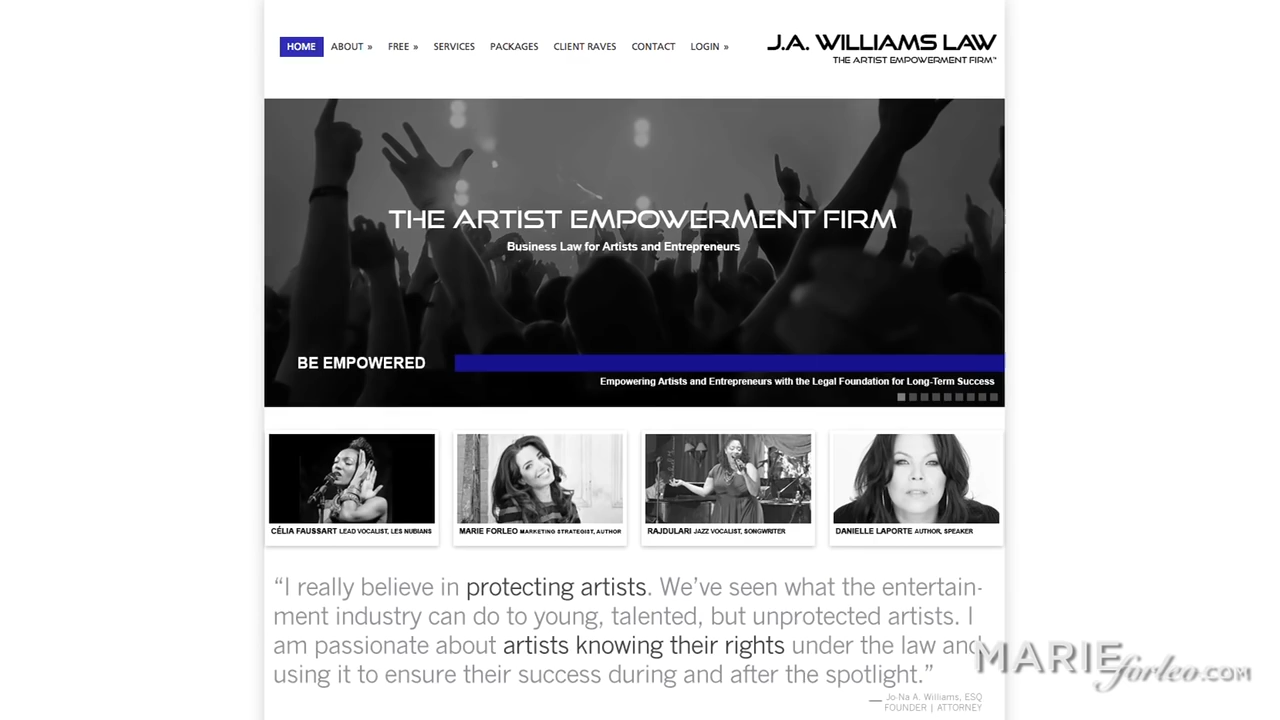 HOME ABOUT » FREE » SERVICES PACKAGES CLIENT RAVES CONTACT LOGIN »
J.A. WILLIAMS LAW
THE ARTIST EMPOWERMENT FIRM™
THE ARTIST EMPOWERMENT FIRM
Business Law for Artists and Entrepreneurs
BE EMPOWERED
Empowering Artists and Entrepreneurs with the Legal Foundation for Long-Term Success
CÉLIA FAUSSART LEAD VOCALIST, LES NUBIANS
MARIE FORLEO MARKETING STRATEGIST, AUTHOR
RAJDULARI JAZZ VOCALIST, SONGWRITER
DANIELLE LAPORTE AUTHOR, SPEAKER
“I really believe in protecting artists. We’ve seen what the entertain-
ment industry can do to young, talented, but unprotected artists. I
am passionate about artists knowing their rights under the law and
using it to ensure their success during and after the spotlight.”
— Jo-Na A. Williams, ESQ
FOUNDER | ATTORNEY
MARIE forleo.COM